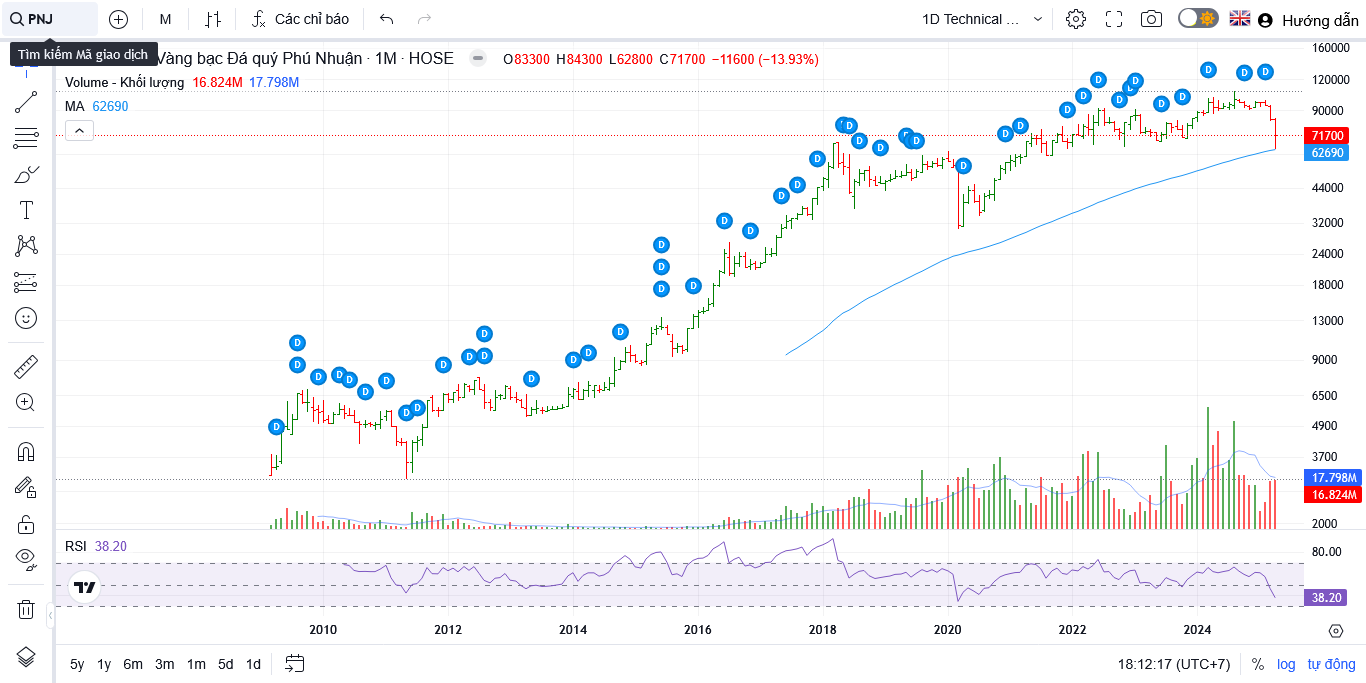 PNJ
M
Các chỉ báo
1D Technical ...
Hướng dẫn
Tìm kiếm Mã giao dịch
Vàng bạc Đá quý Phú Nhuận · 1M · HOSE
O83300 H84300 L62800 C71700 −11600 (−13.93%)
Volume - Khối lượng 16.824M 17.798M
MA 62690
160000
120000
90000
71700
62690
44000
32000
24000
18000
13000
9000
6500
4900
3700
17.798M
16.824M
2000
D D D D D D D D D D D D D D D D D D D D D D D D D D D D D D D D D D D D D D D D D D D D D D D D
RSI 38.20
80.00
38.20
2010 2012 2014 2016 2018 2020 2022 2024
5y 1y 6m 3m 1m 5d 1d
18:12:17 (UTC+7)
% log tự động